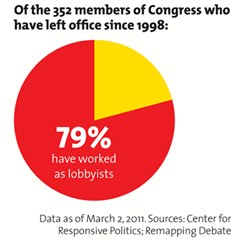 Of the 352 members of Congress who
have left office since 1998:
79%
have worked
as lobbyists
Data as of March 2, 2011. Sources: Center for
Responsive Politics; Remapping Debate